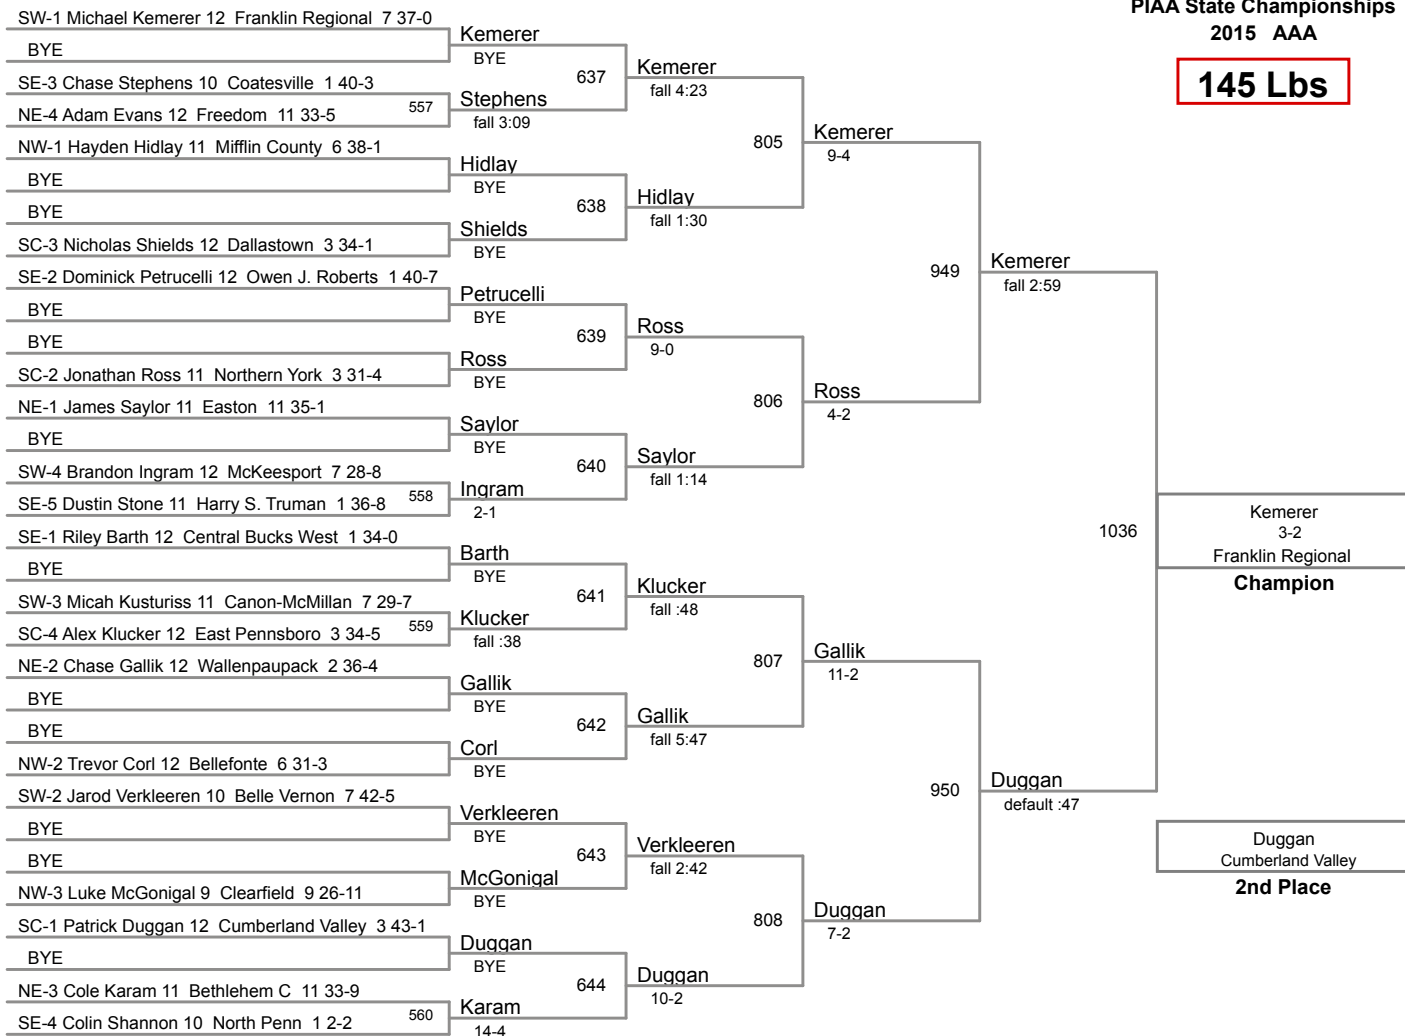 PIAA State Championships
2015 AAA
145 Lbs
SW-1 Michael Kemerer 12 Franklin Regional 7 37-0
BYE
SE-3 Chase Stephens 10 Coatesville 1 40-3
NE-4 Adam Evans 12 Freedom 11 33-5
NW-1 Hayden Hidlay 11 Mifflin County 6 38-1
BYE
BYE
SC-3 Nicholas Shields 12 Dallastown 3 34-1
SE-2 Dominick Petrucelli 12 Owen J. Roberts 1 40-7
BYE
BYE
SC-2 Jonathan Ross 11 Northern York 3 31-4
NE-1 James Saylor 11 Easton 11 35-1
BYE
SW-4 Brandon Ingram 12 McKeesport 7 28-8
SE-5 Dustin Stone 11 Harry S. Truman 1 36-8
SE-1 Riley Barth 12 Central Bucks West 1 34-0
BYE
SW-3 Micah Kusturiss 11 Canon-McMillan 7 29-7
SC-4 Alex Klucker 12 East Pennsboro 3 34-5
NE-2 Chase Gallik 12 Wallenpaupack 2 36-4
BYE
BYE
NW-2 Trevor Corl 12 Bellefonte 6 31-3
SW-2 Jarod Verkleeren 10 Belle Vernon 7 42-5
BYE
BYE
NW-3 Luke McGonigal 9 Clearfield 9 26-11
SC-1 Patrick Duggan 12 Cumberland Valley 3 43-1
BYE
NE-3 Cole Karam 11 Bethlehem C 11 33-9
SE-4 Colin Shannon 10 North Penn 1 2-2
557
558
559
560
Kemerer
BYE
Stephens
fall 3:09
Hidlay
BYE
Shields
BYE
Petrucelli
BYE
Ross
BYE
Saylor
BYE
Ingram
2-1
Barth
BYE
Klucker
fall :38
Gallik
BYE
Corl
BYE
Verkleeren
BYE
McGonigal
BYE
Duggan
BYE
Karam
14-4
637
638
639
640
641
642
643
644
Kemerer
fall 4:23
Hidlay
fall 1:30
Ross
9-0
Saylor
fall 1:14
Klucker
fall :48
Gallik
fall 5:47
Verkleeren
fall 2:42
Duggan
10-2
805
806
807
808
Kemerer
9-4
Ross
4-2
Gallik
11-2
Duggan
7-2
949
950
Kemerer
fall 2:59
Duggan
default :47
1036
Kemerer
3-2
Franklin Regional
Champion
Duggan
Cumberland Valley
2nd Place